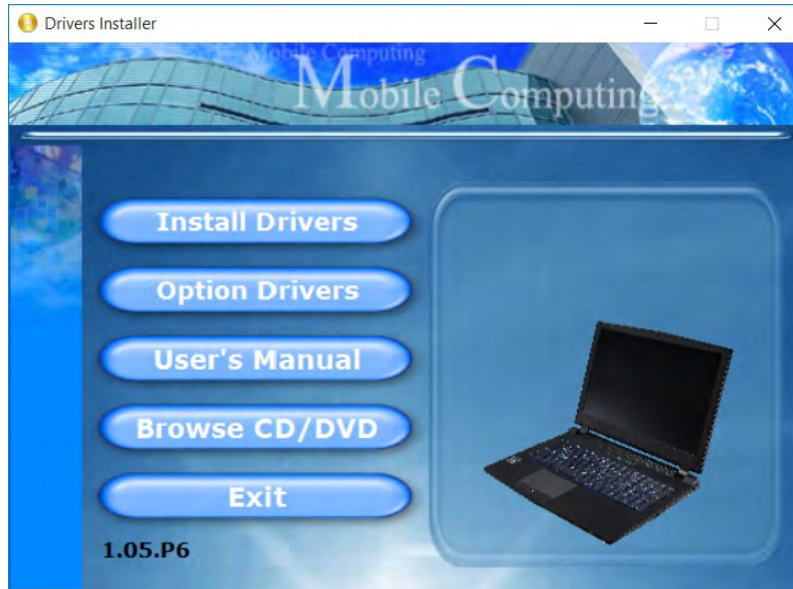 Drivers Installer
Mobile Computing
Mobile Computing
Install Drivers
Option Drivers
User's Manual
Browse CD/DVD
Exit
1.05.P6